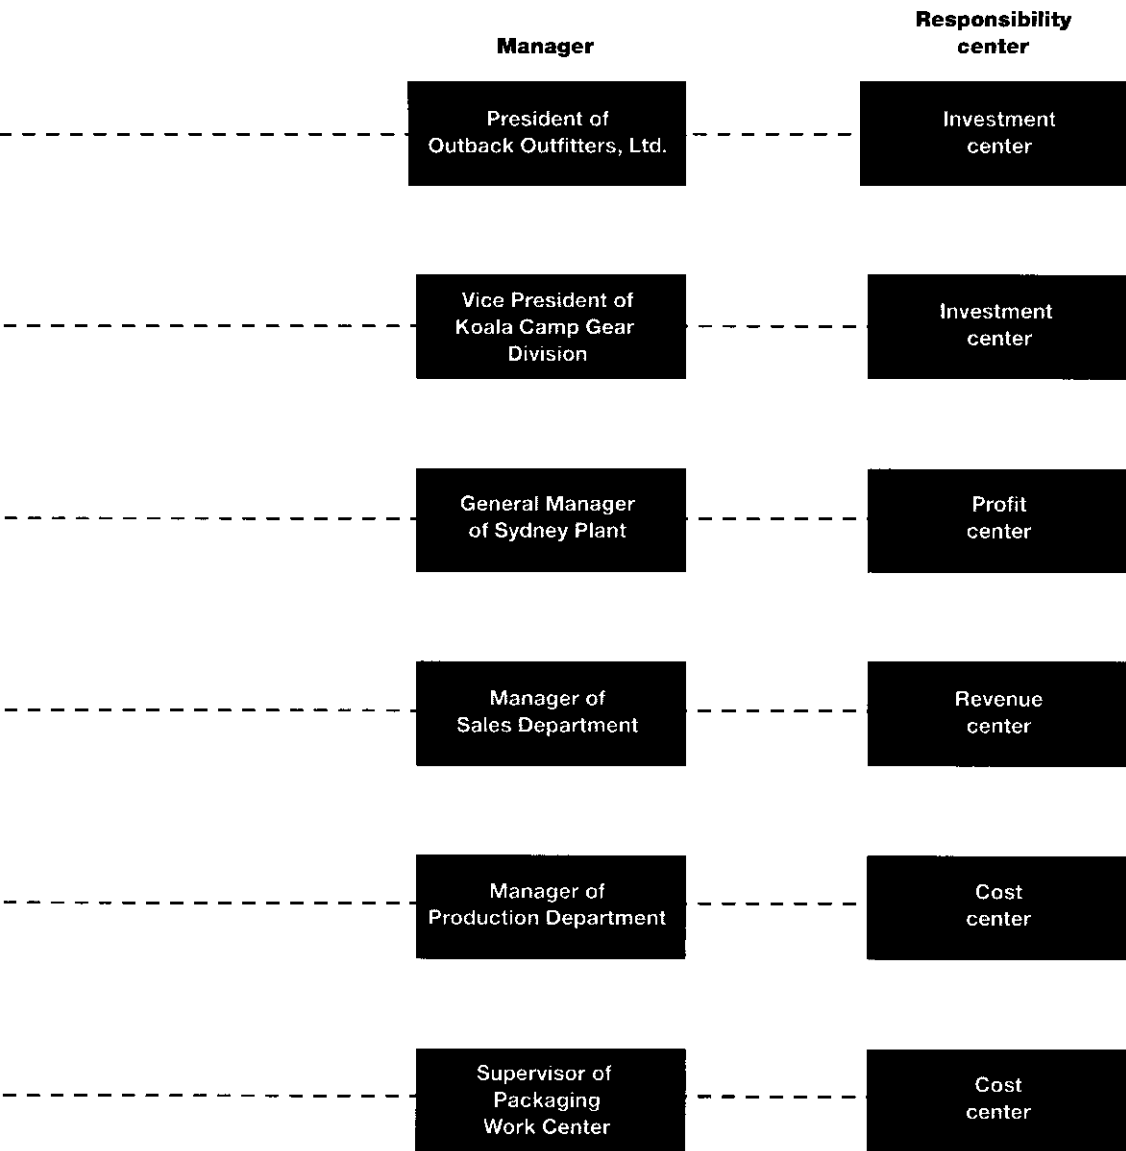 Manager
Responsibility
center
President of
Outback Outfitters, Ltd.
Investment
center
Vice President of
Koala Camp Gear
Division
Investment
center
General Manager
of Sydney Plant
Profit
center
Manager of
Sales Department
Revenue
center
Manager of
Production Department
Cost
center
Supervisor of
Packaging
Work Center
Cost
center